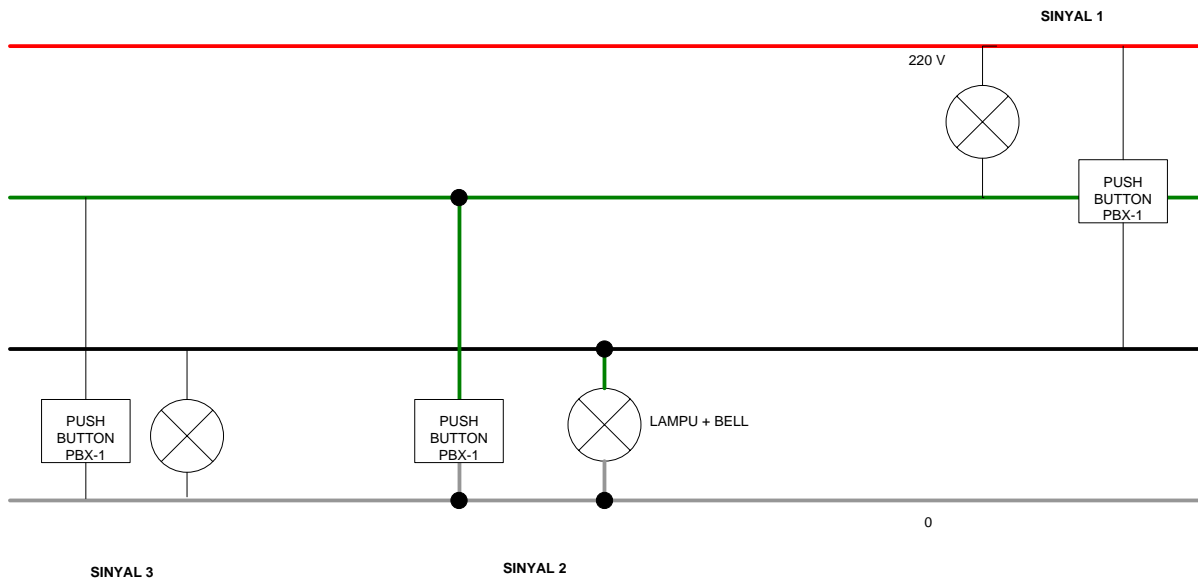 SINYAL 1
220 V
PUSH
BUTTON
PBX-1
PUSH
BUTTON
PBX-1
PUSH
BUTTON
PBX-1
LAMPU + BELL
0
SINYAL 3
SINYAL 2